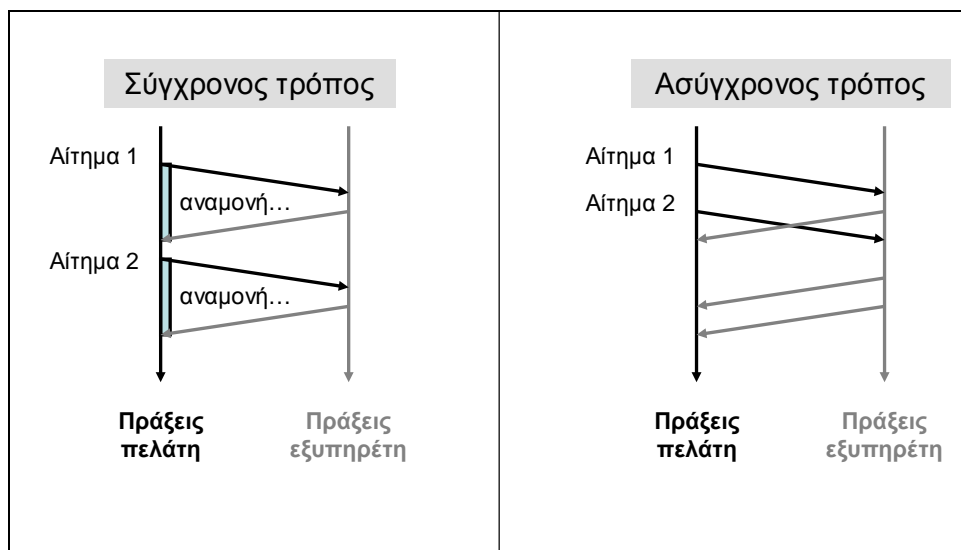 Σύγχρονος τρόπος
Αίτημα 1
αναμονή…
Αίτημα 2
αναμονή…
Πράξεις
πελάτη
Πράξεις
εξυπηρέτη
Ασύγχρονος τρόπος
Αίτημα 1
Αίτημα 2
Πράξεις
πελάτη
Πράξεις
εξυπηρέτη